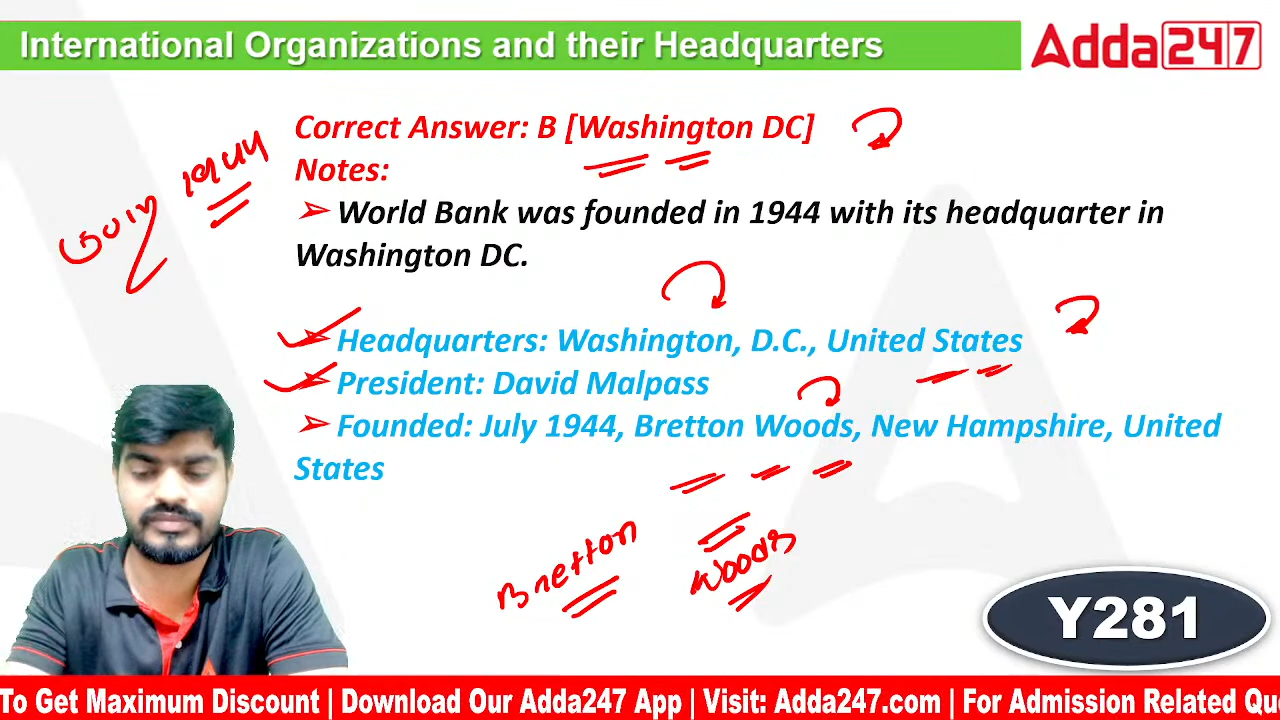 International Organizations and their Headquarters
Adda247
Correct Answer: B [Washington DC]
Notes:
➢ World Bank was founded in 1944 with its headquarter in
Washington DC.
➢ Headquarters: Washington, D.C., United States
➢ President: David Malpass
➢ Founded: July 1944, Bretton Woods, New Hampshire, United
States
Bretton Woods
Y281
To Get Maximum Discount | Download Our Adda247 App | Visit: Adda247.com | For Admission Related Qu